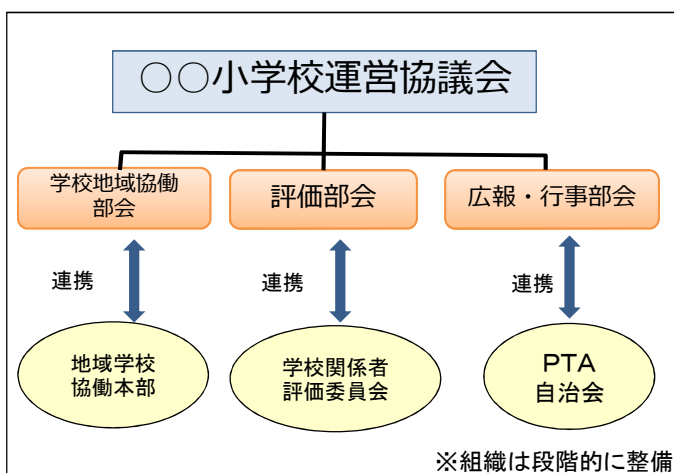 ○○小学校運営協議会
学校地域協働
部会
評価部会
広報・行事部会
連携
連携
連携
地域学校
協働本部
学校関係者
評価委員会
PTA
自治会
※組織は段階的に整備